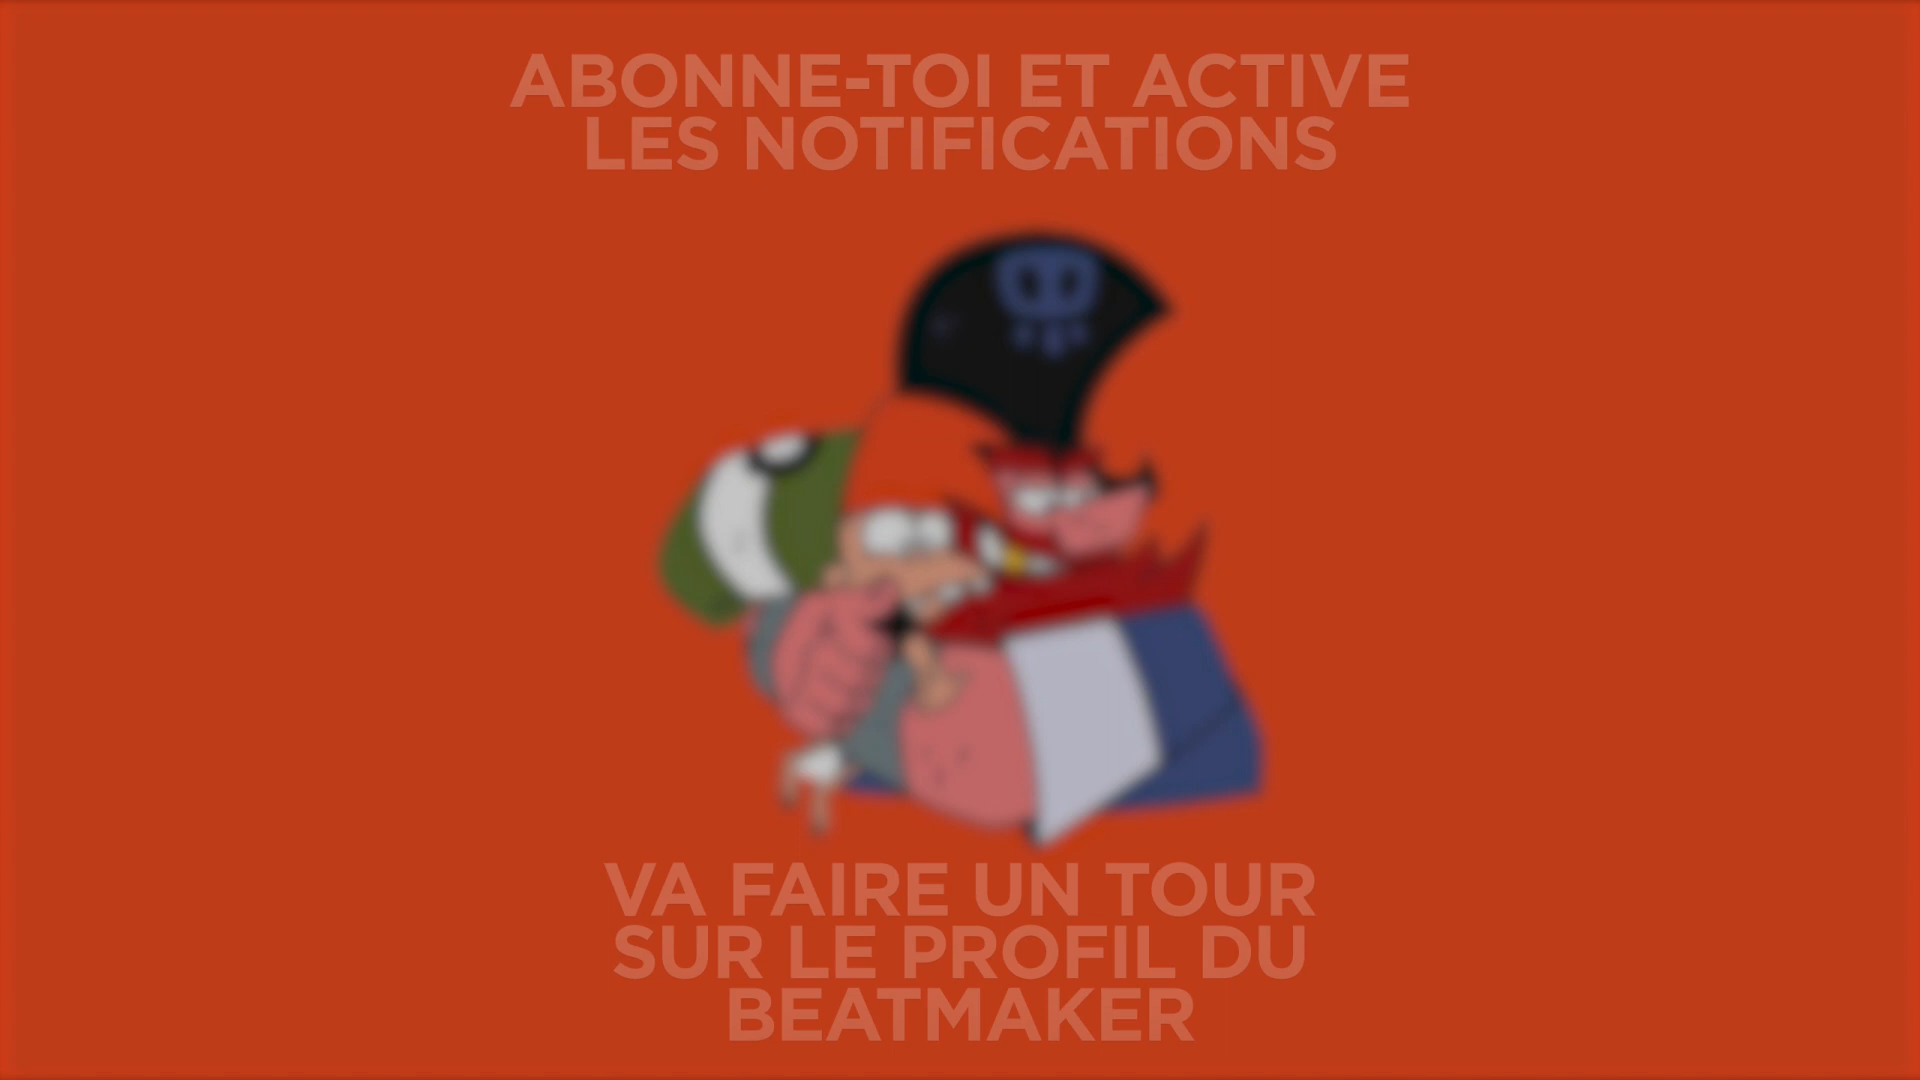 ABONNE-TOI ET ACTIVE
LES NOTIFICATIONS
VA FAIRE UN TOUR
SUR LE PROFIL DU
BEATMAKER